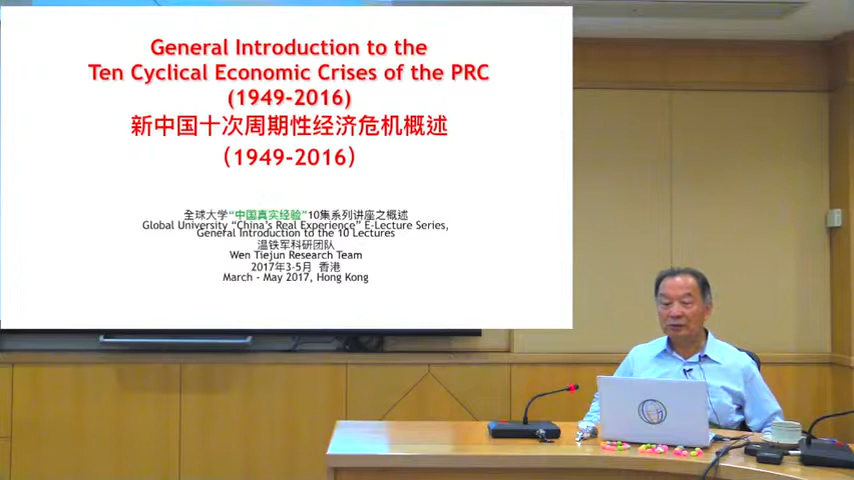 General Introduction to the
Ten Cyclical Economic Crises of the PRC
(1949-2016)
新中国十次周期性经济危机概述
（1949-2016）
全球大学“中国真实经验”10集系列讲座之概述
Global University “China's Real Experience” E-Lecture Series,
General Introduction to the 10 Lectures
温铁军科研团队
Wen Tiejun Research Team
2017年3-5月 香港
March - May 2017, Hong Kong